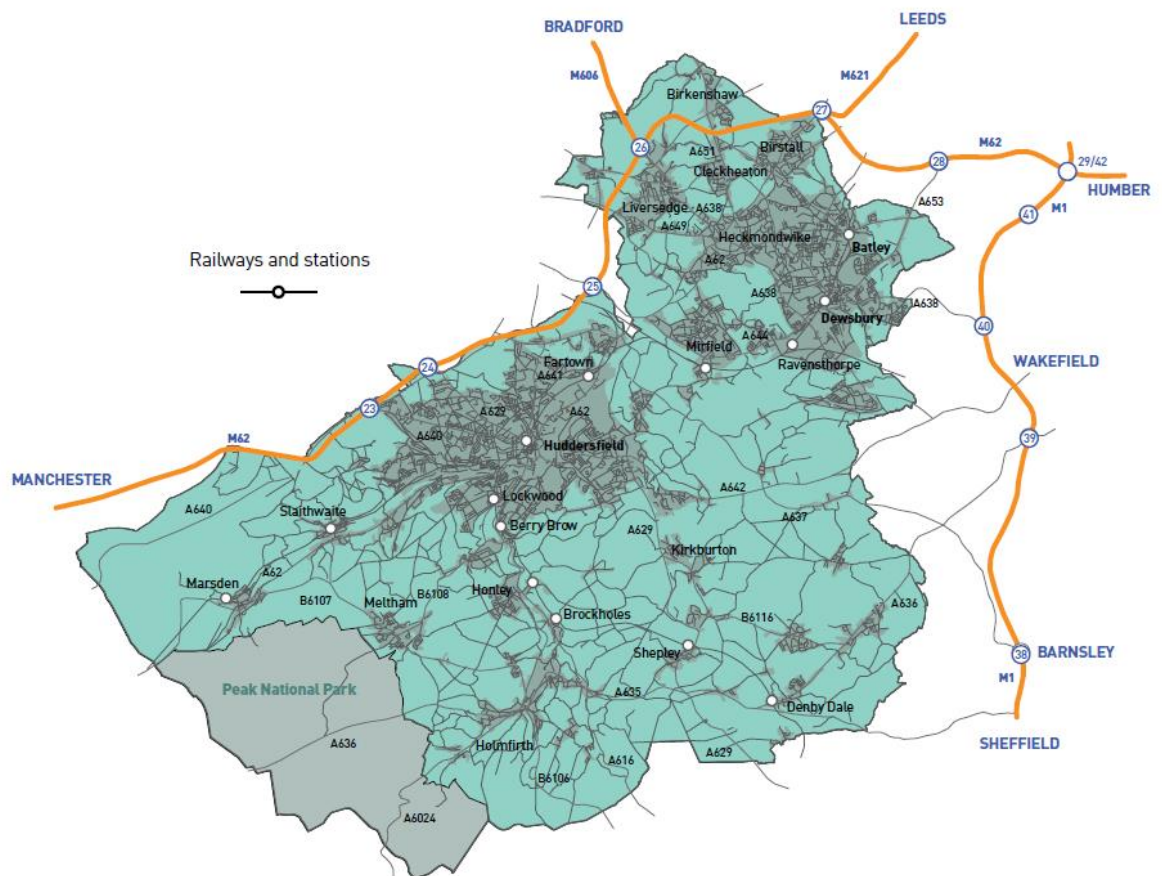 LEEDS
BRADFORD
M621
M606
Birkenshaw
27
26
Birstall
A651
M62
28
29/42
Cleckheaton
HUMBER
A653
M1
Liversedge
A638
41
A649
Heckmondwike
Batley
Railways and stations
A62
25
A638
Dewsbury
A638
40
A644
Mirfield
Fartown
Ravensthorpe
WAKEFIELD
24
A641
23
A629
A62
A640
39
M62
Huddersfield
MANCHESTER
A642
Lockwood
A640
Slaithwaite
A637
Berry Brow
A629
Kirkburton
A62
Marsden
B6108
Honley
B6107
Meltham
A636
Brockholes
B6116
Shepley
38
BARNSLEY
M1
Peak National Park
A635
Denby Dale
SHEFFIELD
A636
Holmfirth
A629
A616
B6106
A6024